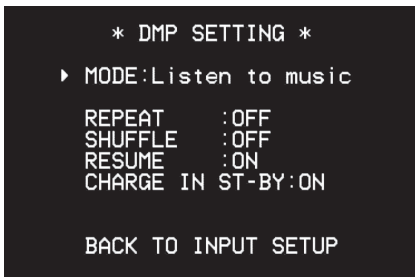 * DMP SETTING *
MODE:Listen to music
REPEAT :OFF
SHUFFLE :OFF
RESUME :ON
CHARGE IN ST-BY:ON
BACK TO INPUT SETUP